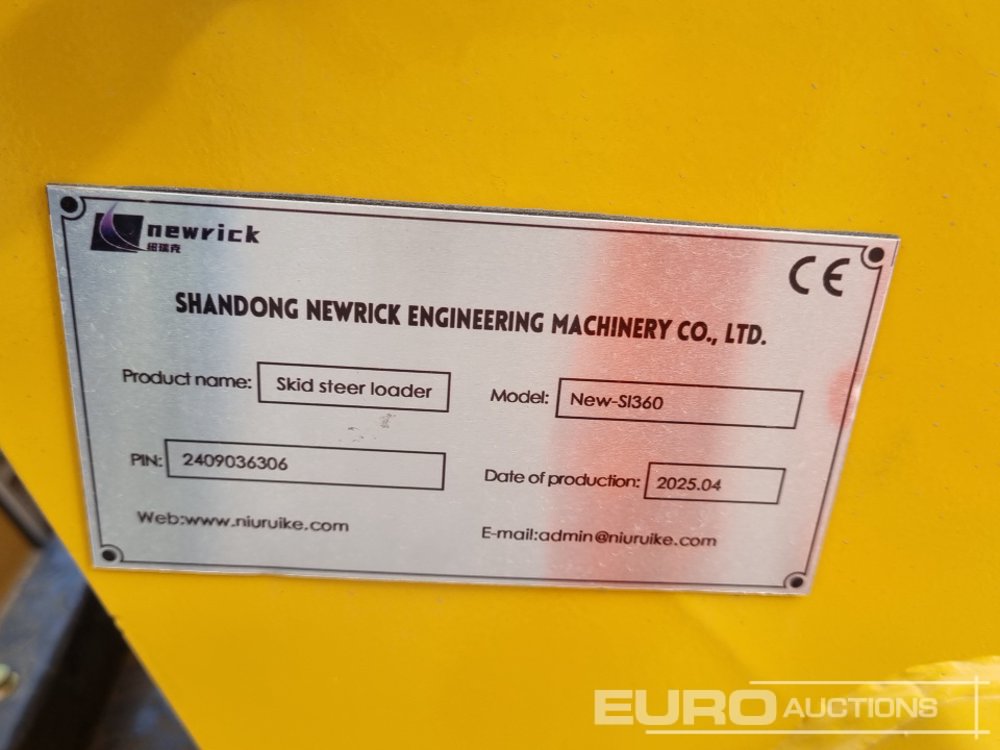 newrick
纽瑞克
CE
SHANDONG NEWRICK ENGINEERING MACHINERY CO., LTD.
Product name: Skid steer loader
Model: New-Sl360
PIN: 2409036306
Date of production: 2025.04
Web:www.niuruike.com
E-mail:admin@niuruike.com
EURO AUCTIONS